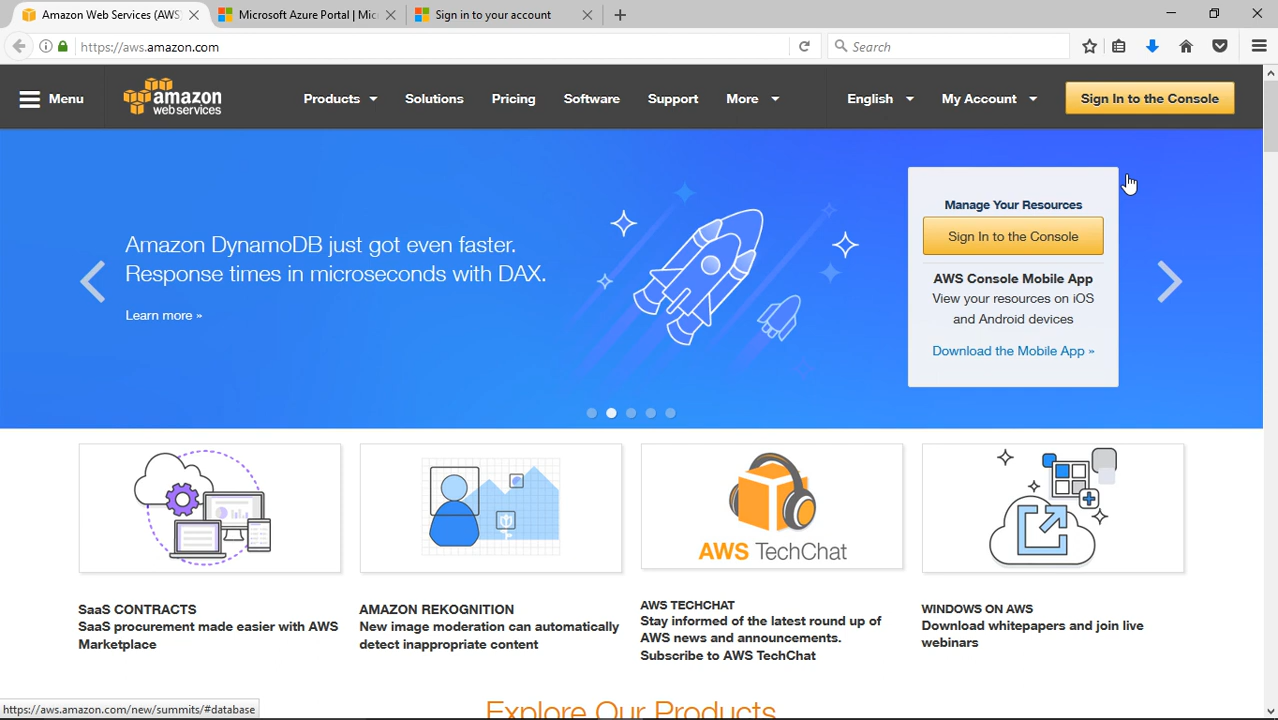 Amazon Web Services (AWS
Microsoft Azure Portal | Mic
Sign in to your account
https://aws.amazon.com
Search
Menu
amazon
web services
Products
Solutions
Pricing
Software
Support
More
English
My Account
Sign In to the Console
Amazon DynamoDB just got even faster.
Response times in microseconds with DAX.
Learn more »
Manage Your Resources
Sign In to the Console
AWS Console Mobile App
View your resources on iOS
and Android devices
Download the Mobile App »
AWS TechChat
SaaS CONTRACTS
SaaS procurement made easier with AWS
Marketplace
AMAZON REKOGNITION
New image moderation can automatically
detect inappropriate content
AWS TECHCHAT
Stay informed of the latest round up of
AWS news and announcements.
Subscribe to AWS TechChat
WINDOWS ON AWS
Download whitepapers and join live
webinars
Explore Our Products
https://aws.amazon.com/new/summits/#database